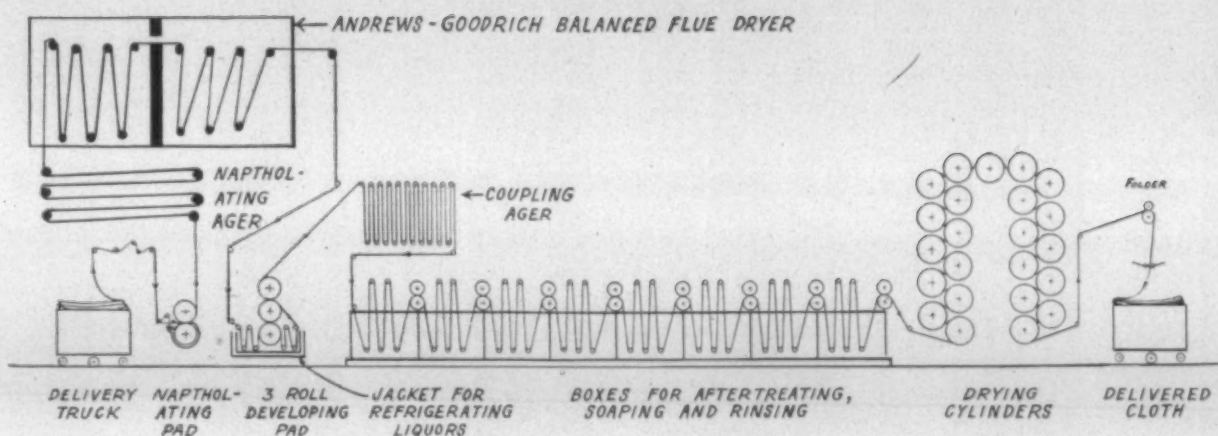 ANDREWS-GOODRICH BALANCED FLUE DRYER
NAPTHOL-
ATING
AGER
COUPLING
AGER
FOLDER
DELIVERY
TRUCK
NAPTHOL-
ATING
PAD
3 ROLL
DEVELOPING
PAD
JACKET FOR
REFRIGERATING
LIQUORS
BOXES FOR AFTERTREATING,
SOAPING AND RINSING
DRYING
CYLINDERS
DELIVERED
CLOTH